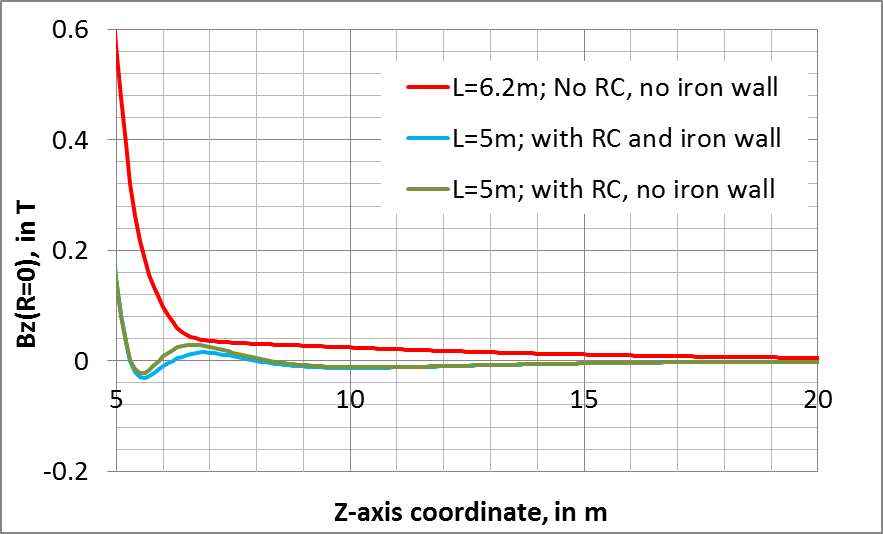 0.6
L=6.2m; No RC, no iron wall
0.4
L=5m; with RC and iron wall
L=5m; with RC, no iron wall
0.2
0
-0.2
5
10
15
20
Bz(R=0), in T
Z-axis coordinate, in m